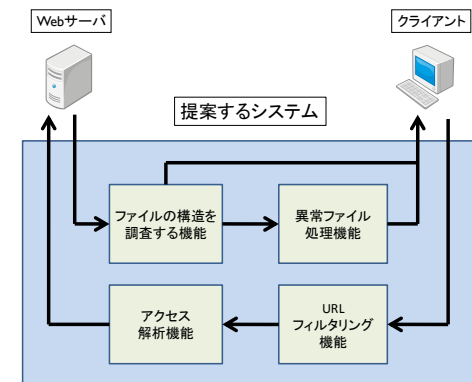 Webサーバ
クライアント
提案するシステム
ファイルの構造を
調査する機能
異常ファイル
処理機能
アクセス
解析機能
URL
フィルタリング
機能